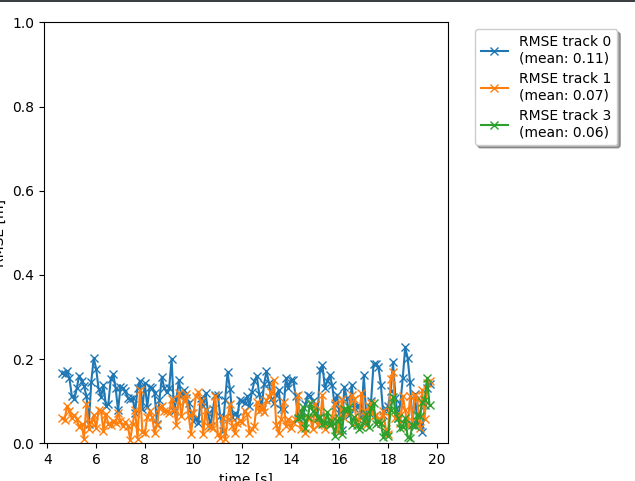 1.0
0.8
0.6
0.4
0.2
0.0
4
6
8
10
12
14
16
18
20
time [s]
RMSE track 0
(mean: 0.11)
RMSE track 1
(mean: 0.07)
RMSE track 3
(mean: 0.06)